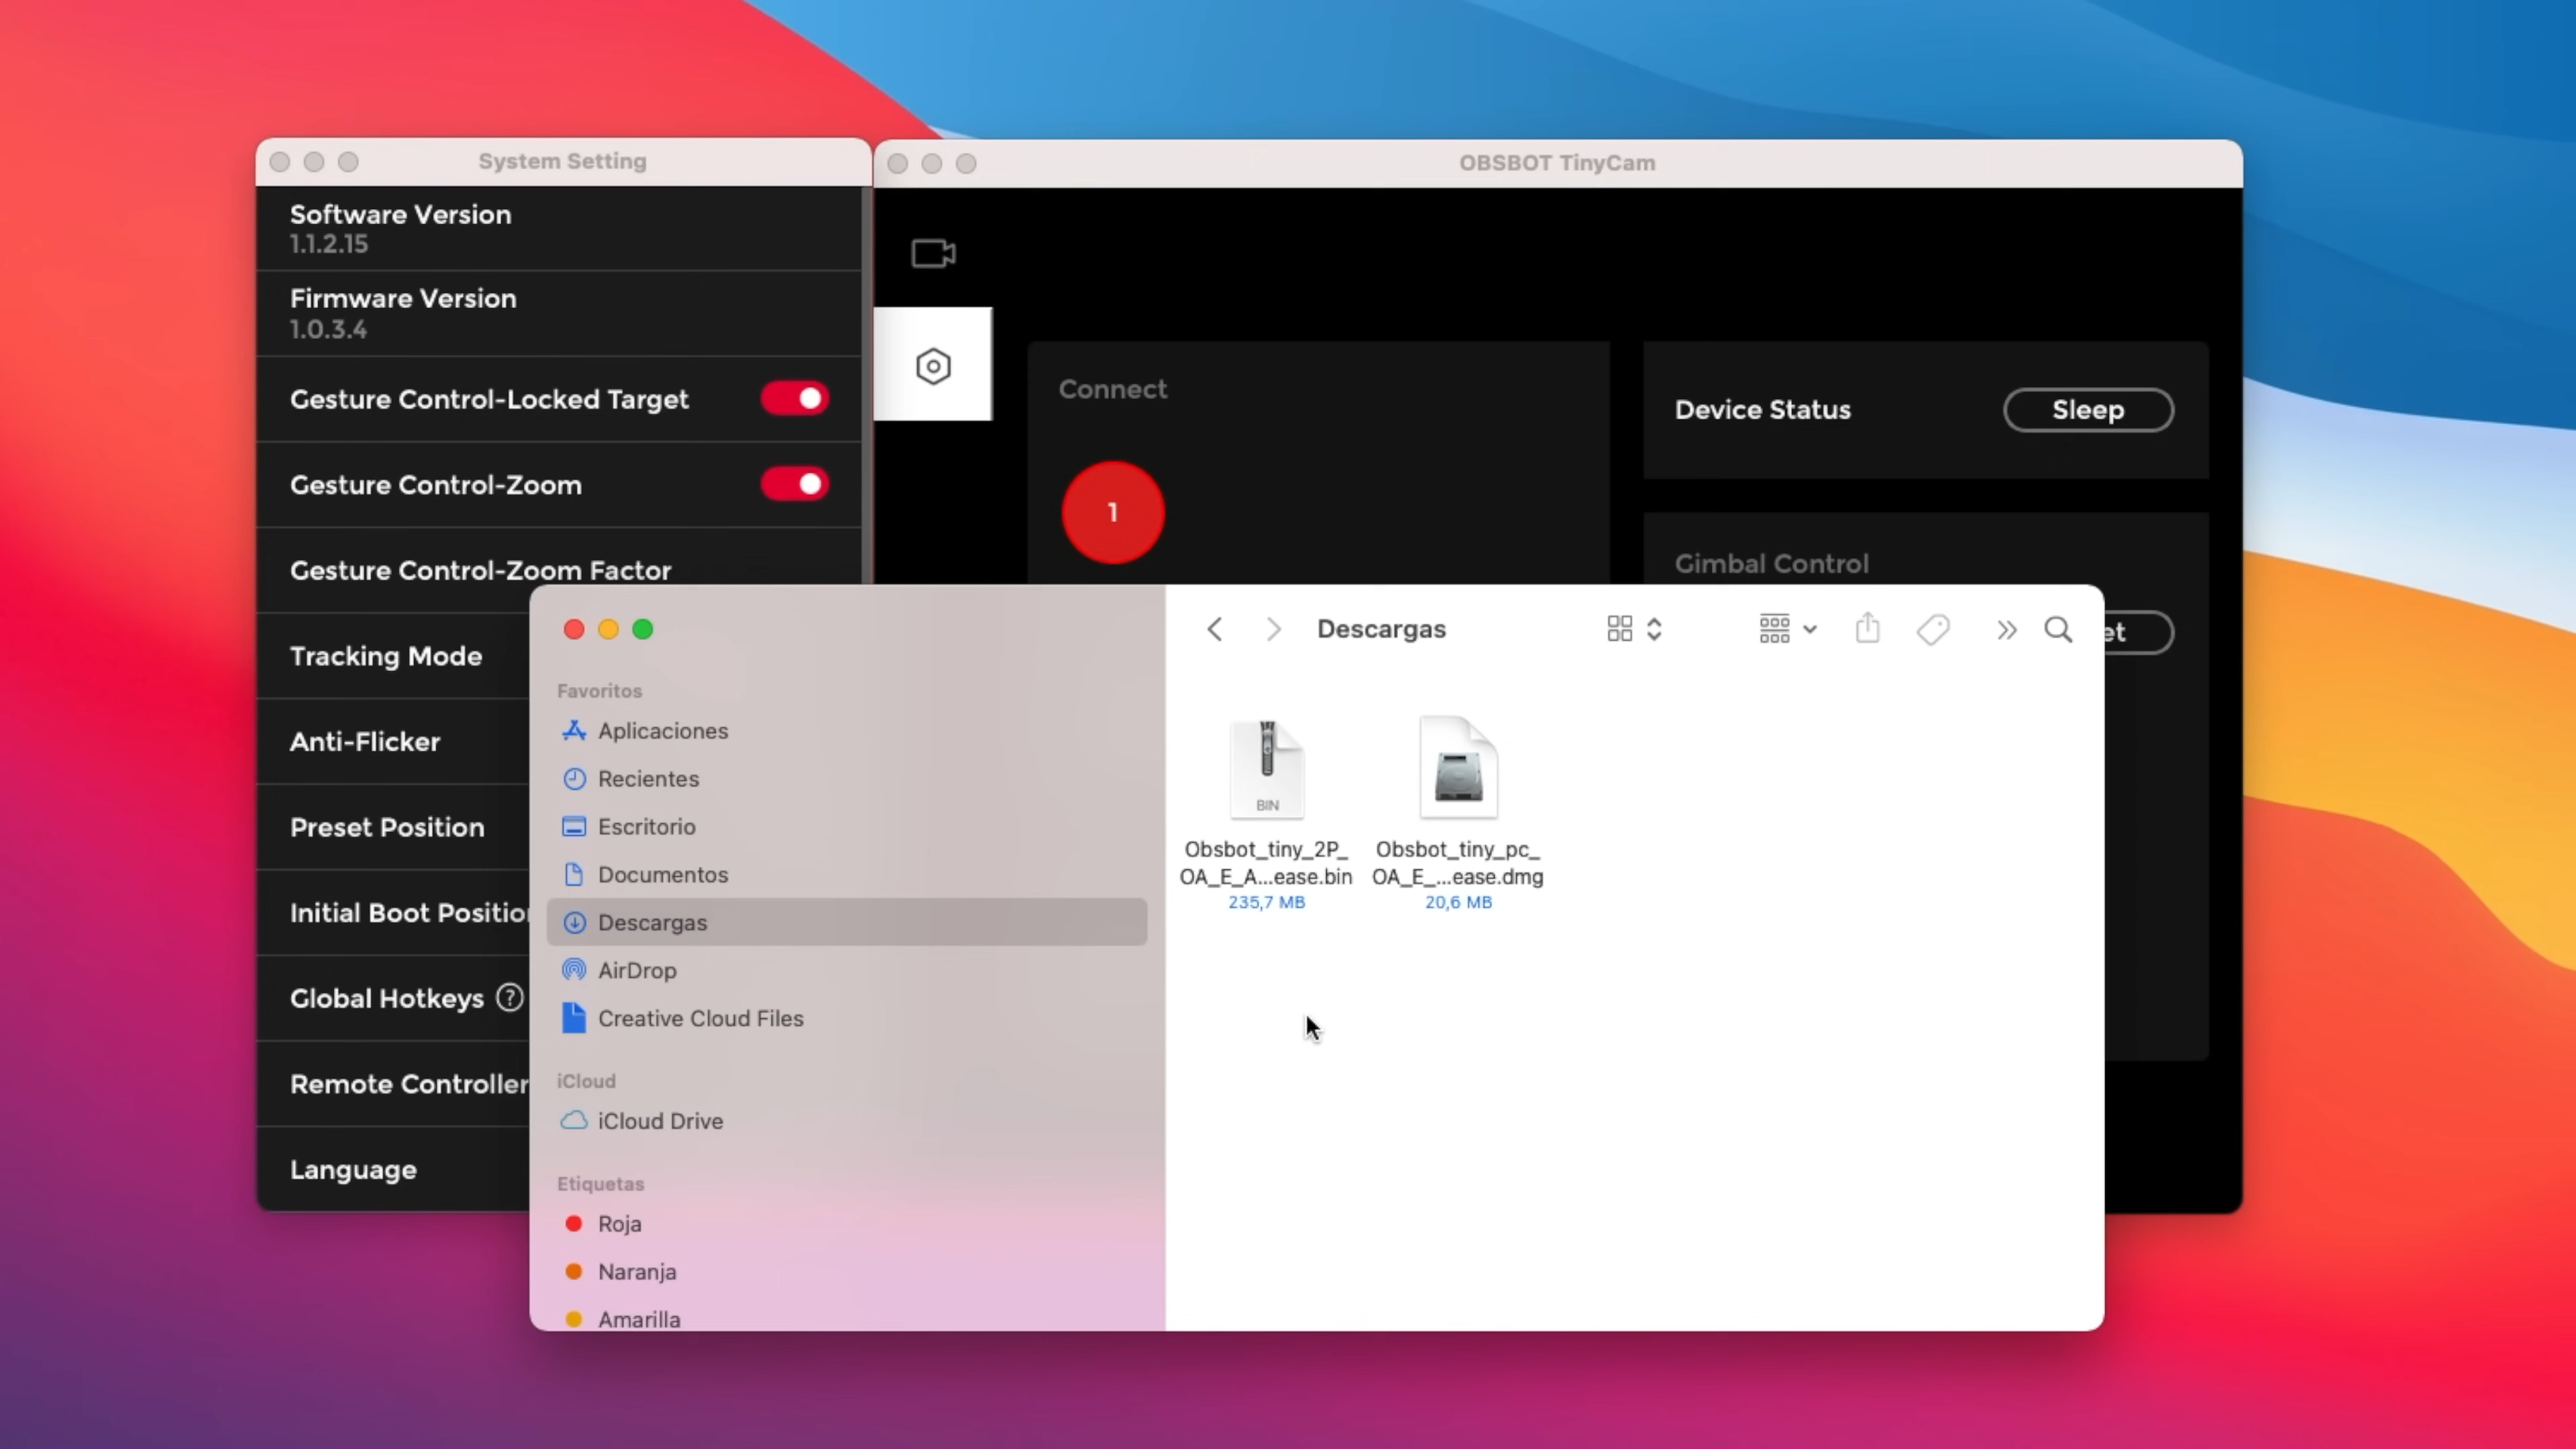 System Setting
Software Version
1.1.2.15
Firmware Version
1.0.3.4
Gesture Control-Locked Target
Gesture Control-Zoom
Gesture Control-Zoom Factor
Tracking Mode
Anti-Flicker
Preset Position
Initial Boot Position
Global Hotkeys ?
Remote Controller
Language
OBSBOT TinyCam
Connect
1
Device Status
Sleep
Gimbal Control
et
Favoritos
Aplicaciones
Recientes
Escritorio
Documentos
Descargas
AirDrop
Creative Cloud Files
iCloud
iCloud Drive
Etiquetas
Roja
Naranja
Amarilla
Descargas
BIN
Obsbot_tiny_2P_
OA_E_A...ease.bin
235,7 MB
Obsbot_tiny_pc_
OA_E_...ease.dmg
20,6 MB